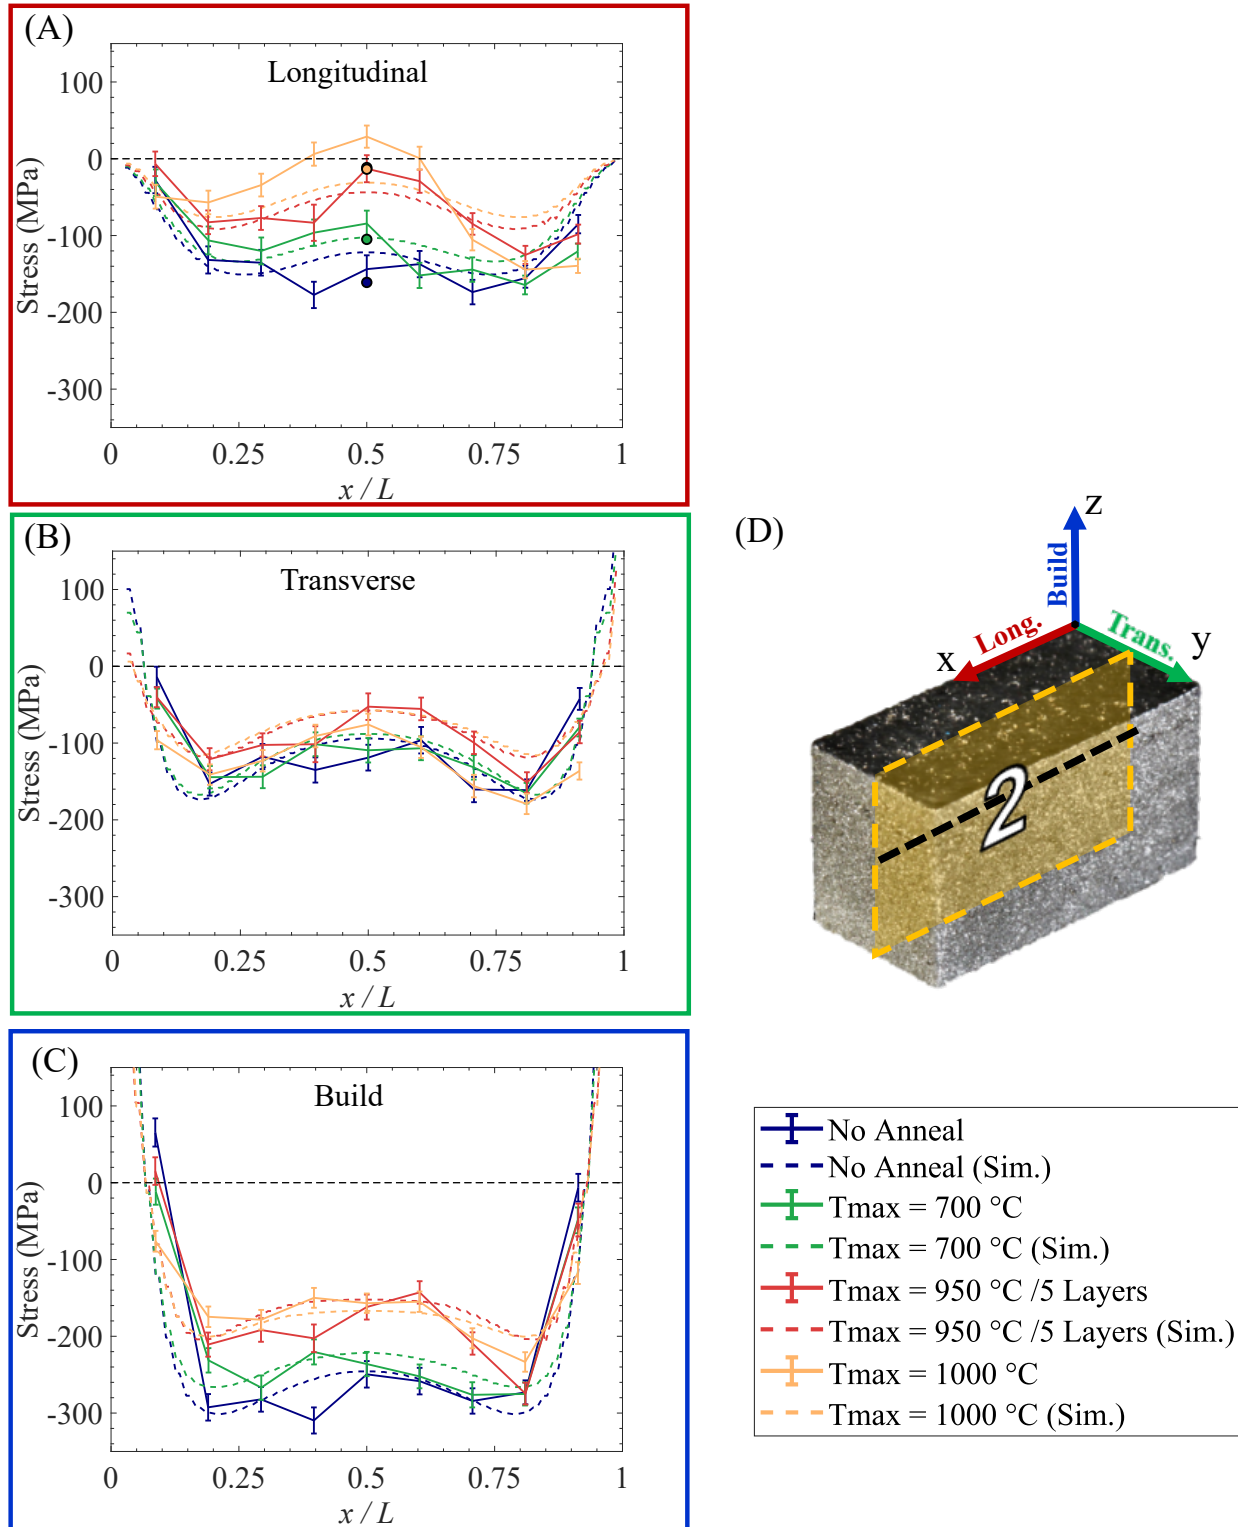 (A)
Longitudinal
Stress (MPa)
100
0
-100
-200
-300
0 0.25 0.5 0.75 1
x / L
(B)
Transverse
Stress (MPa)
100
0
-100
-200
-300
0 0.25 0.5 0.75 1
x / L
(C)
Build
Stress (MPa)
100
0
-100
-200
-300
0 0.25 0.5 0.75 1
x / L
(D)
z
Build
Long.
Trans.
x
y
2
No Anneal
No Anneal (Sim.)
Tmax = 700 °C
Tmax = 700 °C (Sim.)
Tmax = 950 °C /5 Layers
Tmax = 950 °C /5 Layers (Sim.)
Tmax = 1000 °C
Tmax = 1000 °C (Sim.)